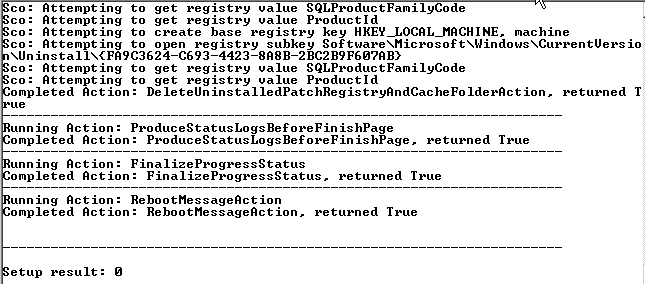 Sco: Attempting to get registry value SQLProductFamilyCode
Sco: Attempting to get registry value ProductId
Sco: Attempting to create base registry key HKEY_LOCAL_MACHINE, machine
Sco: Attempting to open registry subkey Software\Microsoft\Windows\CurrentVersio
n\Uninstall\{FA9C3624-C693-4423-8A8B-2BC2B9F607AB}
Sco: Attempting to get registry value SQLProductFamilyCode
Sco: Attempting to get registry value ProductId
Completed Action: DeleteUninstalledPatchRegistryAndCacheFolderAction, returned T
rue
----------------------------------------------------------------------
Running Action: ProduceStatusLogsBeforeFinishPage
Completed Action: ProduceStatusLogsBeforeFinishPage, returned True
----------------------------------------------------------------------
Running Action: FinalizeProgressStatus
Completed Action: FinalizeProgressStatus, returned True
----------------------------------------------------------------------
Running Action: RebootMessageAction
Completed Action: RebootMessageAction, returned True
----------------------------------------------------------------------
Setup result: 0